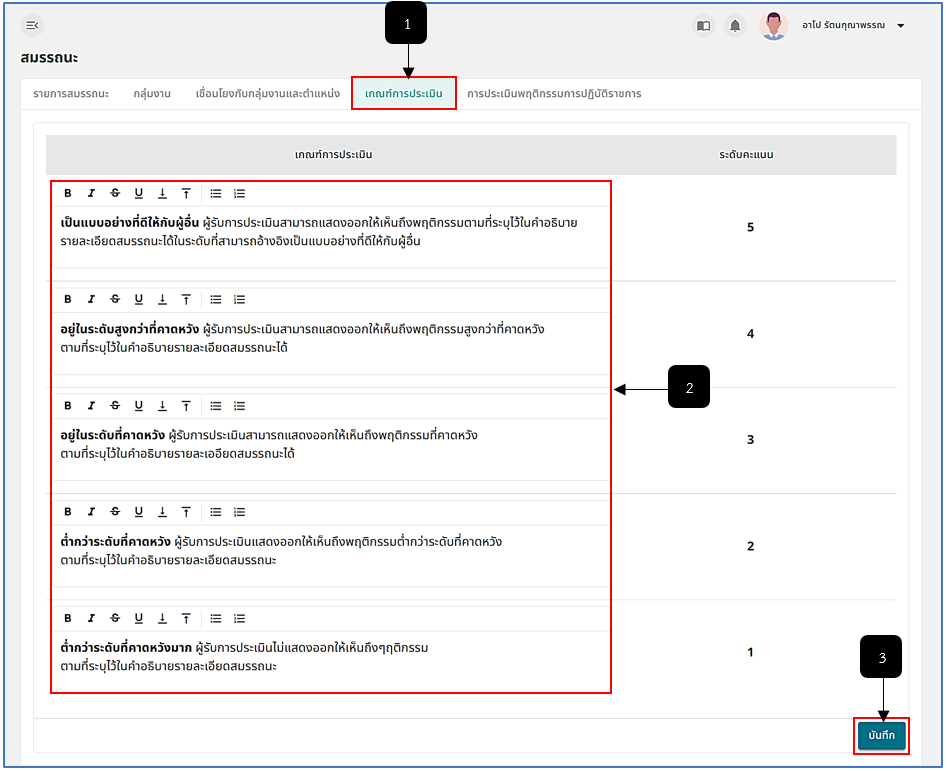 1
อาโป รัตนคุณาพรรณ
สมรรถนะ
รายการสมรรถนะ กลุ่มงาน เชื่อมโยงกับกลุ่มงานและตำแหน่ง เกณฑ์การประเมิน การประเมินพฤติกรรมการปฏิบัติราชการ
เกณฑ์การประเมิน ระดับคะแนน
B I S U
เป็นแบบอย่างที่ดีให้กับผู้อื่น ผู้รับการประเมินสามารถแสดงออกให้เห็นถึงพฤติกรรมตามที่ระบุไว้ในคำอธิบาย
รายละเอียดสมรรถนะได้ในระดับที่สามารถอ้างอิงเป็นแบบอย่างที่ดีให้กับผู้อื่น
5
B I S U
อยู่ในระดับสูงกว่าที่คาดหวัง ผู้รับการประเมินสามารถแสดงออกให้เห็นถึงพฤติกรรมสูงกว่าที่คาดหวัง
ตามที่ระบุไว้ในคำอธิบายรายละเอียดสมรรถนะได้
4
2
B I S U
อยู่ในระดับที่คาดหวัง ผู้รับการประเมินสามารถแสดงออกให้เห็นถึงพฤติกรรมที่คาดหวัง
ตามที่ระบุไว้ในคำอธิบายรายละเออียดสมรรถนะได้
3
B I S U
ต่ำกว่าระดับที่คาดหวัง ผู้รับการประเมินแสดงออกให้เห็นถึงพฤติกรรมต่ำกว่าระดับที่คาดหวัง
ตามที่ระบุไว้ในคำอธิบายรายละเอียดสมรรถนะ
2
B I S U
ต่ำกว่าระดับที่คาดหวังมาก ผู้รับการประเมินไม่แสดงออกให้เห็นถึงๆฤติกรรม
ตามที่ระบุไว้ในคำอธิบายรายละเอียดสมรรถนะ
1
3
บันทึก